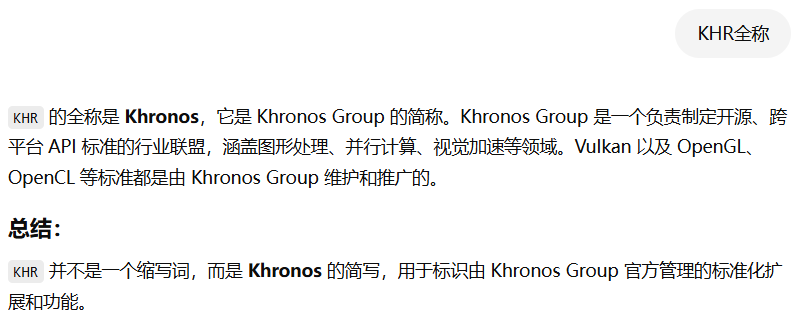 KHR全称
KHR 的全称是 Khronos，它是 Khronos Group 的简称。Khronos Group 是一个负责制定开源、跨
平台 API 标准的行业联盟，涵盖图形处理、并行计算、视觉加速等领域。Vulkan 以及 OpenGL、
OpenCL 等标准都是由 Khronos Group 维护和推广的。
总结：
KHR 并不是一个缩写词，而是 Khronos 的简写，用于标识由 Khronos Group 官方管理的标准化扩
展和功能。